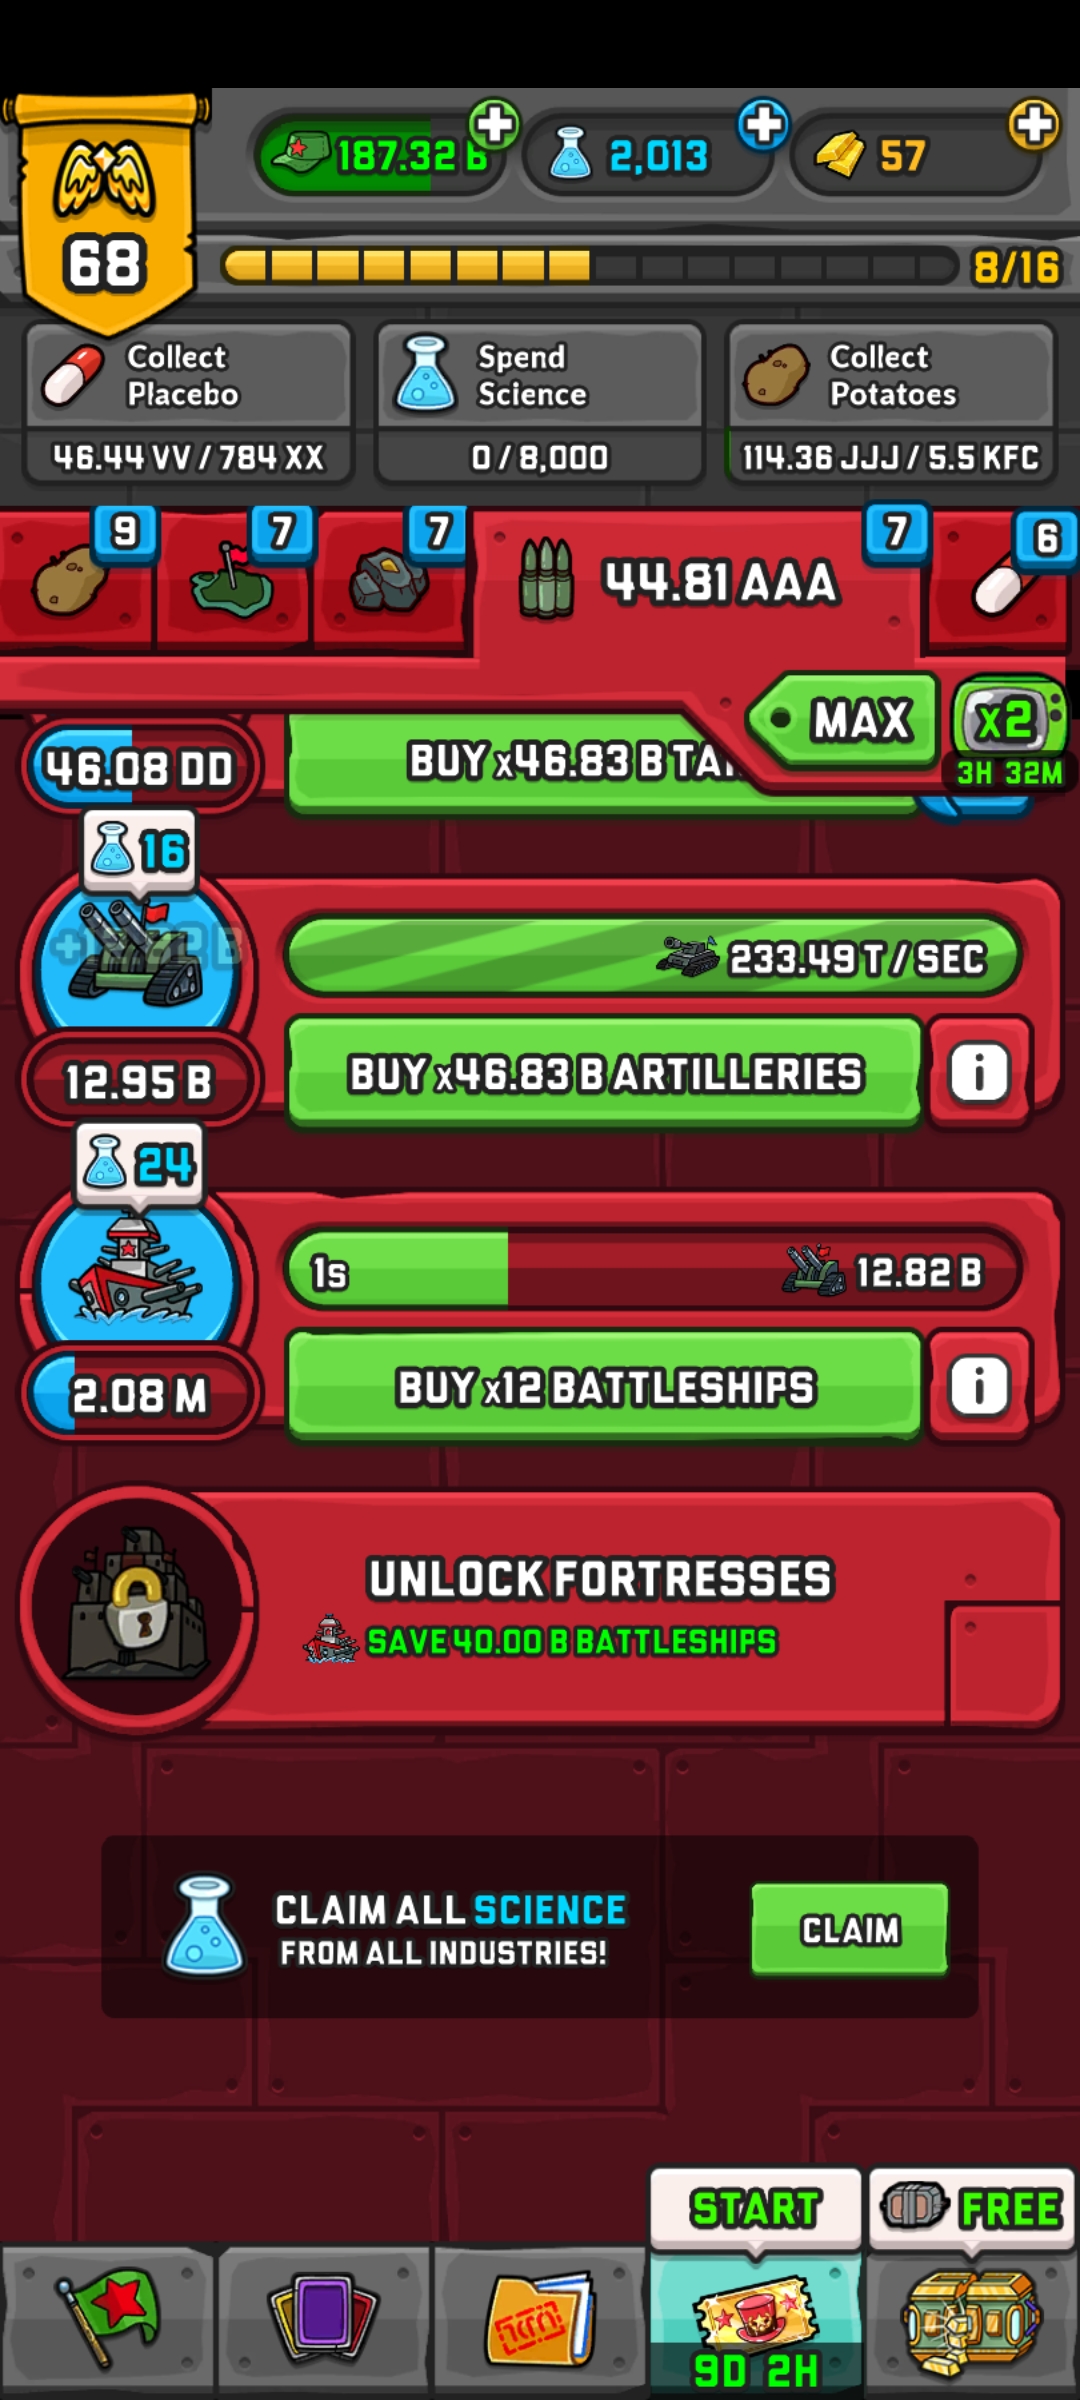 187.32 B
2,013
57
68
8/16
Collect
Placebo
46.44 VV / 784 XX
Spend
Science
0 / 8,000
Collect
Potatoes
114.36 JJJ / 5.5 KFC
9
7
7
44.81 AAA
7
6
MAX
x2
3H 32M
46.08 DD
BUY x46.83 B
16
233.49 T / SEC
12.95 B
BUY x46.83 B ARTILLERIES
i
24
1s
12.82 B
2.08 M
BUY x12 BATTLESHIPS
i
UNLOCK FORTRESSES
SAVE 40.00 B BATTLESHIPS
CLAIM ALL SCIENCE
FROM ALL INDUSTRIES!
CLAIM
START
FREE
9D 2H